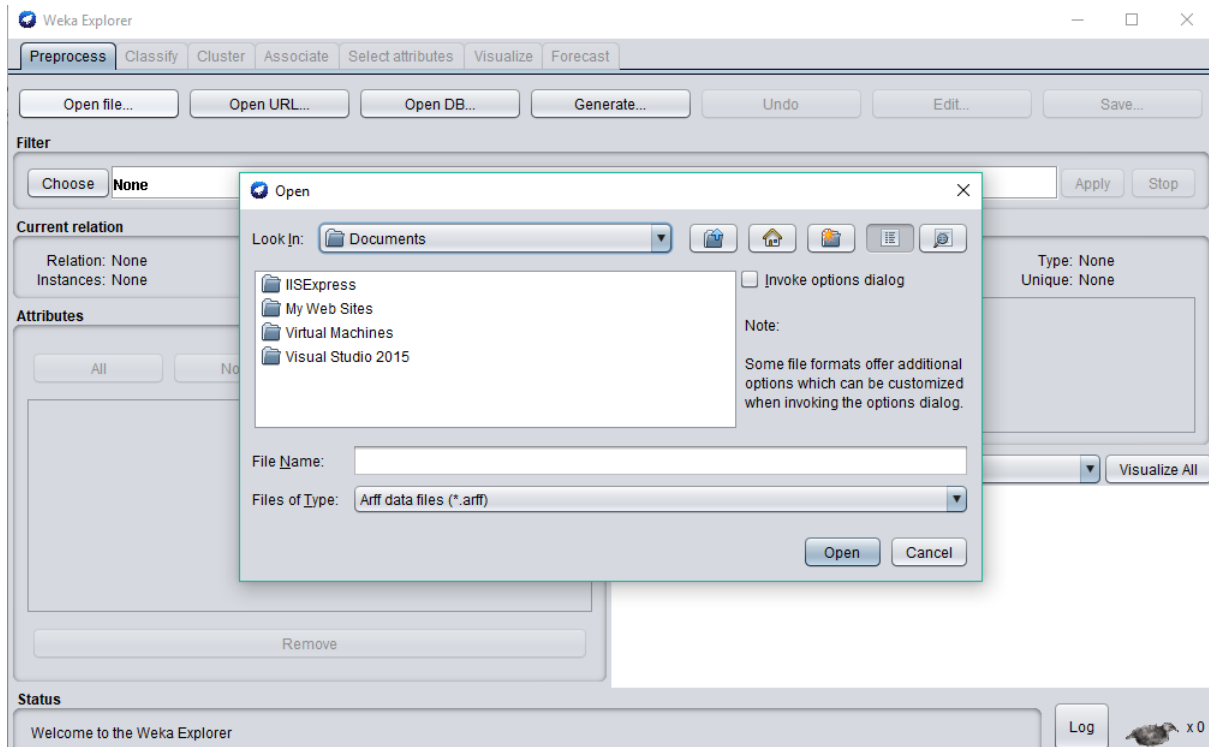 Weka Explorer
Preprocess Classify Cluster Associate Select attributes Visualize Forecast
Open file... Open URL... Open DB... Generate... Undo Edit... Save...
Filter
Choose None Apply Stop
Open
Current relation
Look In: Documents
Relation: None Type: None
Instances: None Unique: None
IISExpress
Invoke options dialog
My Web Sites
Attributes
Virtual Machines
Note:
Visual Studio 2015
All No
Some file formats offer additional
options which can be customized
when invoking the options dialog.
File Name:
Visualize All
Files of Type: Arff data files (*.arff)
Open Cancel
Remove
Status
Welcome to the Weka Explorer
Log x 0